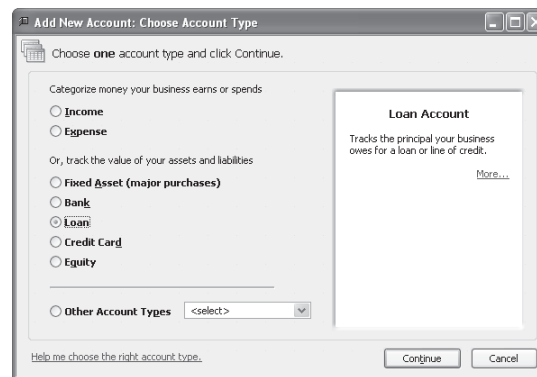 Add New Account: Choose Account Type
Choose one account type and click Continue.
Categorize money your business earns or spends
Income
Expense
Or, track the value of your assets and liabilities
Fixed Asset (major purchases)
Bank
Loan
Credit Card
Equity
Other Account Types <select>
Loan Account
Tracks the principal your business
owes for a loan or line of credit.
More...
Help me choose the right account type.
Continue Cancel